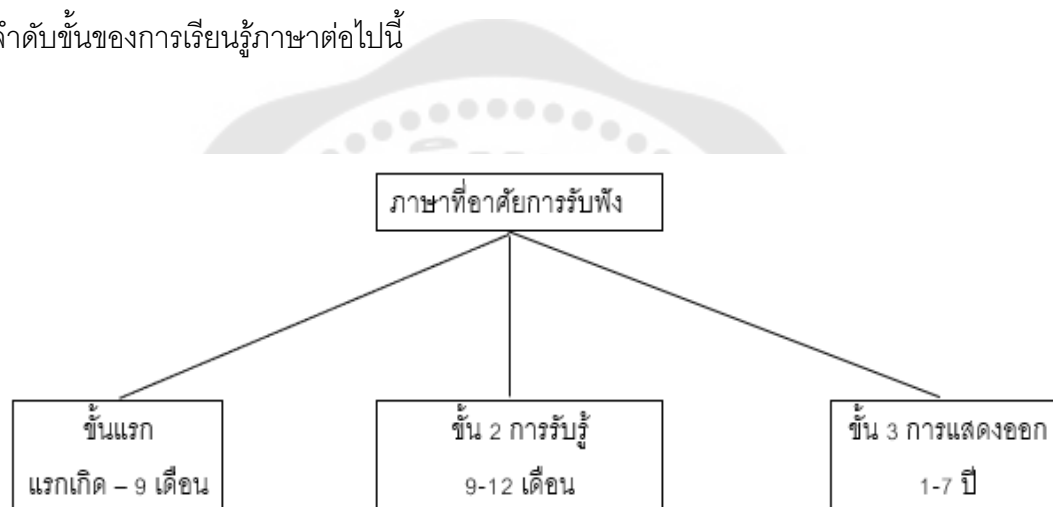 ลำดับขั้นของการเรียนรู้ภาษาต่อไปนี้
ภาษาที่อาศัยการรับฟัง
ขั้นแรก
แรกเกิด – 9 เดือน
ขั้น 2 การรับรู้
9-12 เดือน
ขั้น 3 การแสดงออก
1-7 ปี